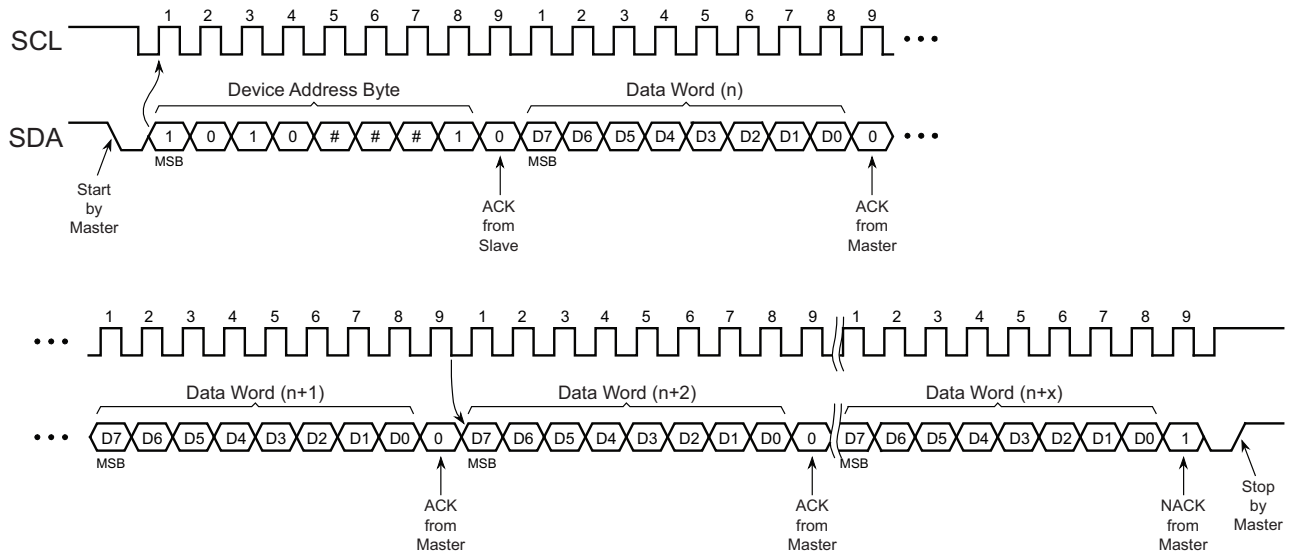 1 2 3 4 5 6 7 8 9 1 2 3 4 5 6 7 8 9
SCL
•••
Device Address Byte Data Word (n)
SDA
1 0 1 0 # # # 1 0 D7 D6 D5 D4 D3 D2 D1 D0 0
•••
MSB MSB
Start
by
Master
ACK
from
Slave
ACK
from
Master
1 2 3 4 5 6 7 8 9 1 2 3 4 5 6 7 8 9 1 2 3 4 5 6 7 8 9
•••
Data Word (n+1) Data Word (n+2) Data Word (n+x)
•••
D7 D6 D5 D4 D3 D2 D1 D0 0 D7 D6 D5 D4 D3 D2 D1 D0 0 D7 D6 D5 D4 D3 D2 D1 D0 1
MSB MSB MSB
ACK
from
Master
ACK
from
Master
NACK
from
Master
Stop
by
Master